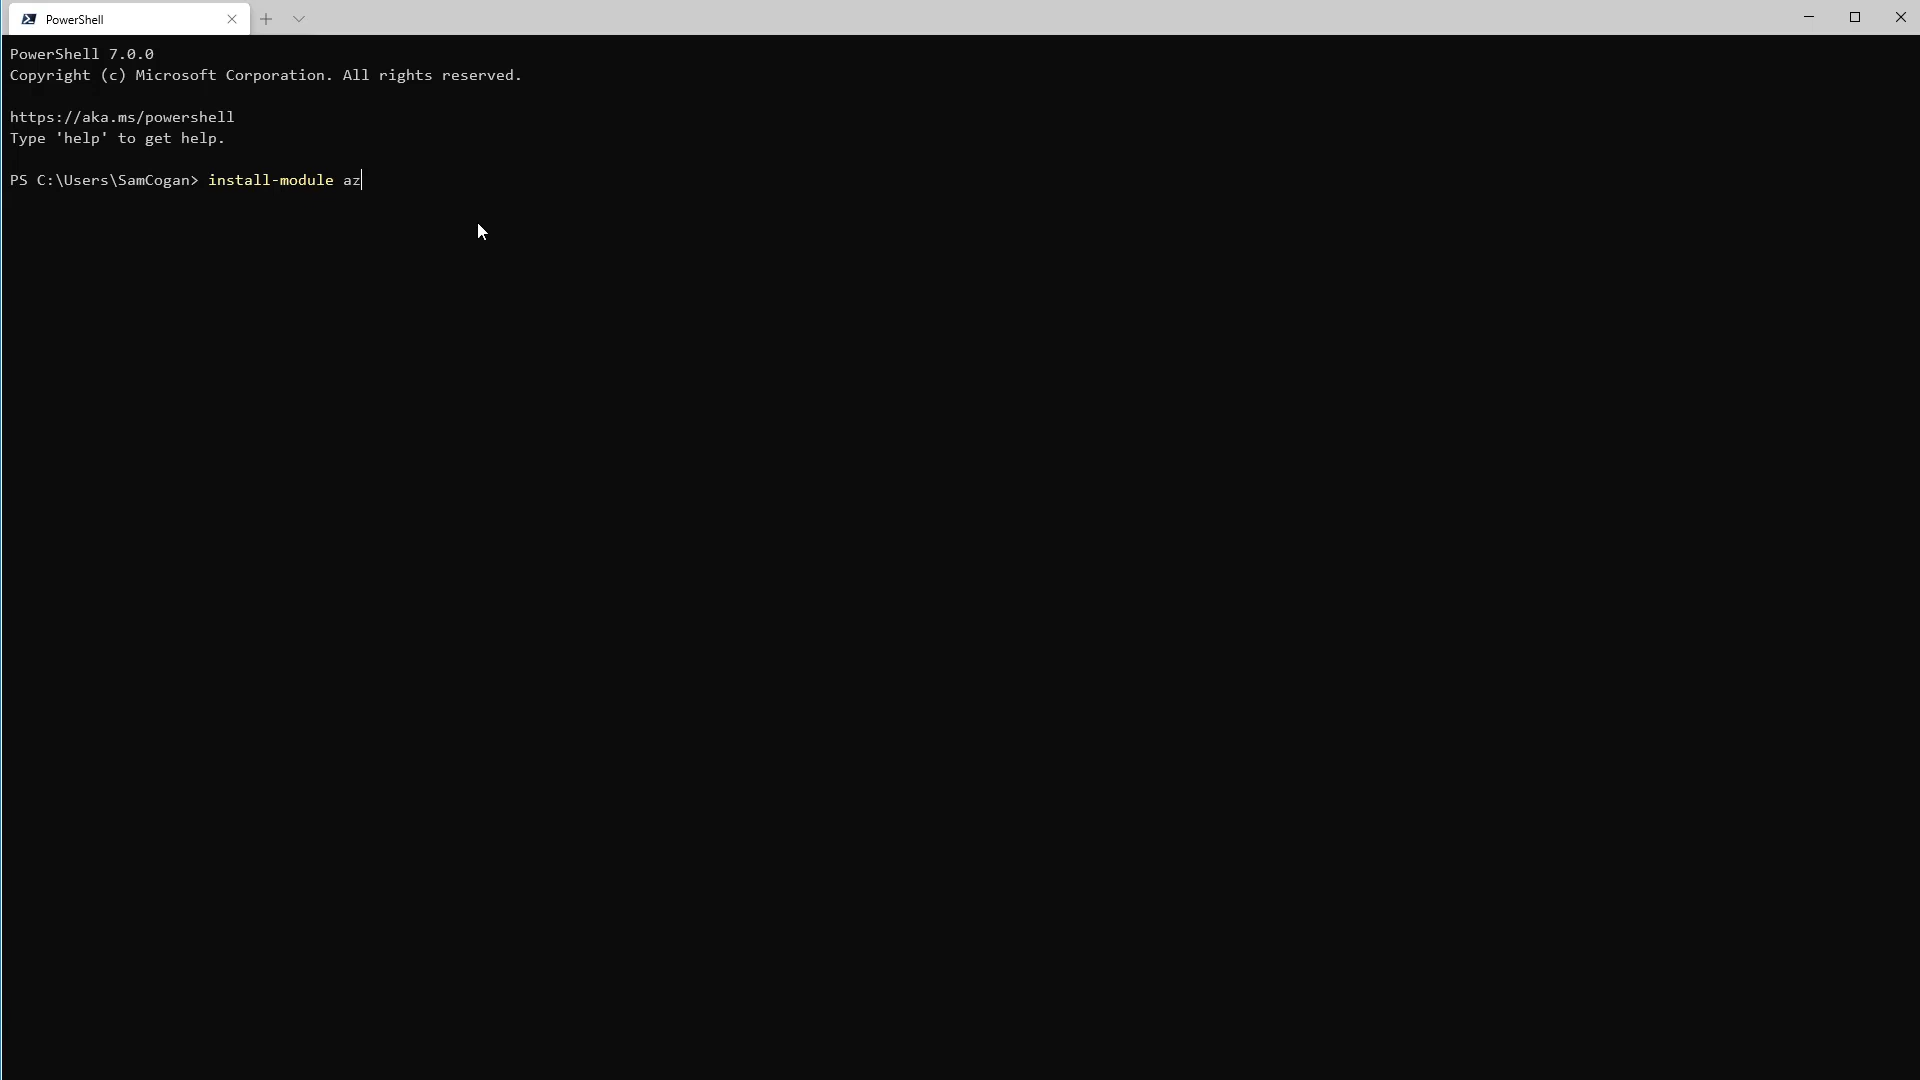 PowerShell
PowerShell 7.0.0
Copyright (c) Microsoft Corporation. All rights reserved.
https://aka.ms/powershell
Type 'help' to get help.
PS C:\Users\SamCogan> install-module az